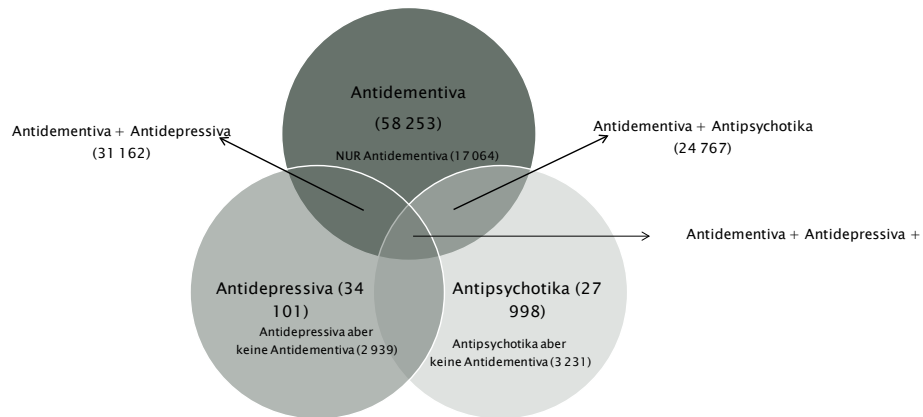 Antidementiva
(58 253)
NUR Antidementiva (17 064)
Antidementiva + Antidepressiva
(31 162)
Antidementiva + Antipsychotika
(24 767)
Antidementiva + Antidepressiva +
Antidepressiva (34
101)
Antidepressiva aber
keine Antidementiva (2 939)
Antipsychotika (27
998)
Antipsychotika aber
keine Antidementiva (3 231)